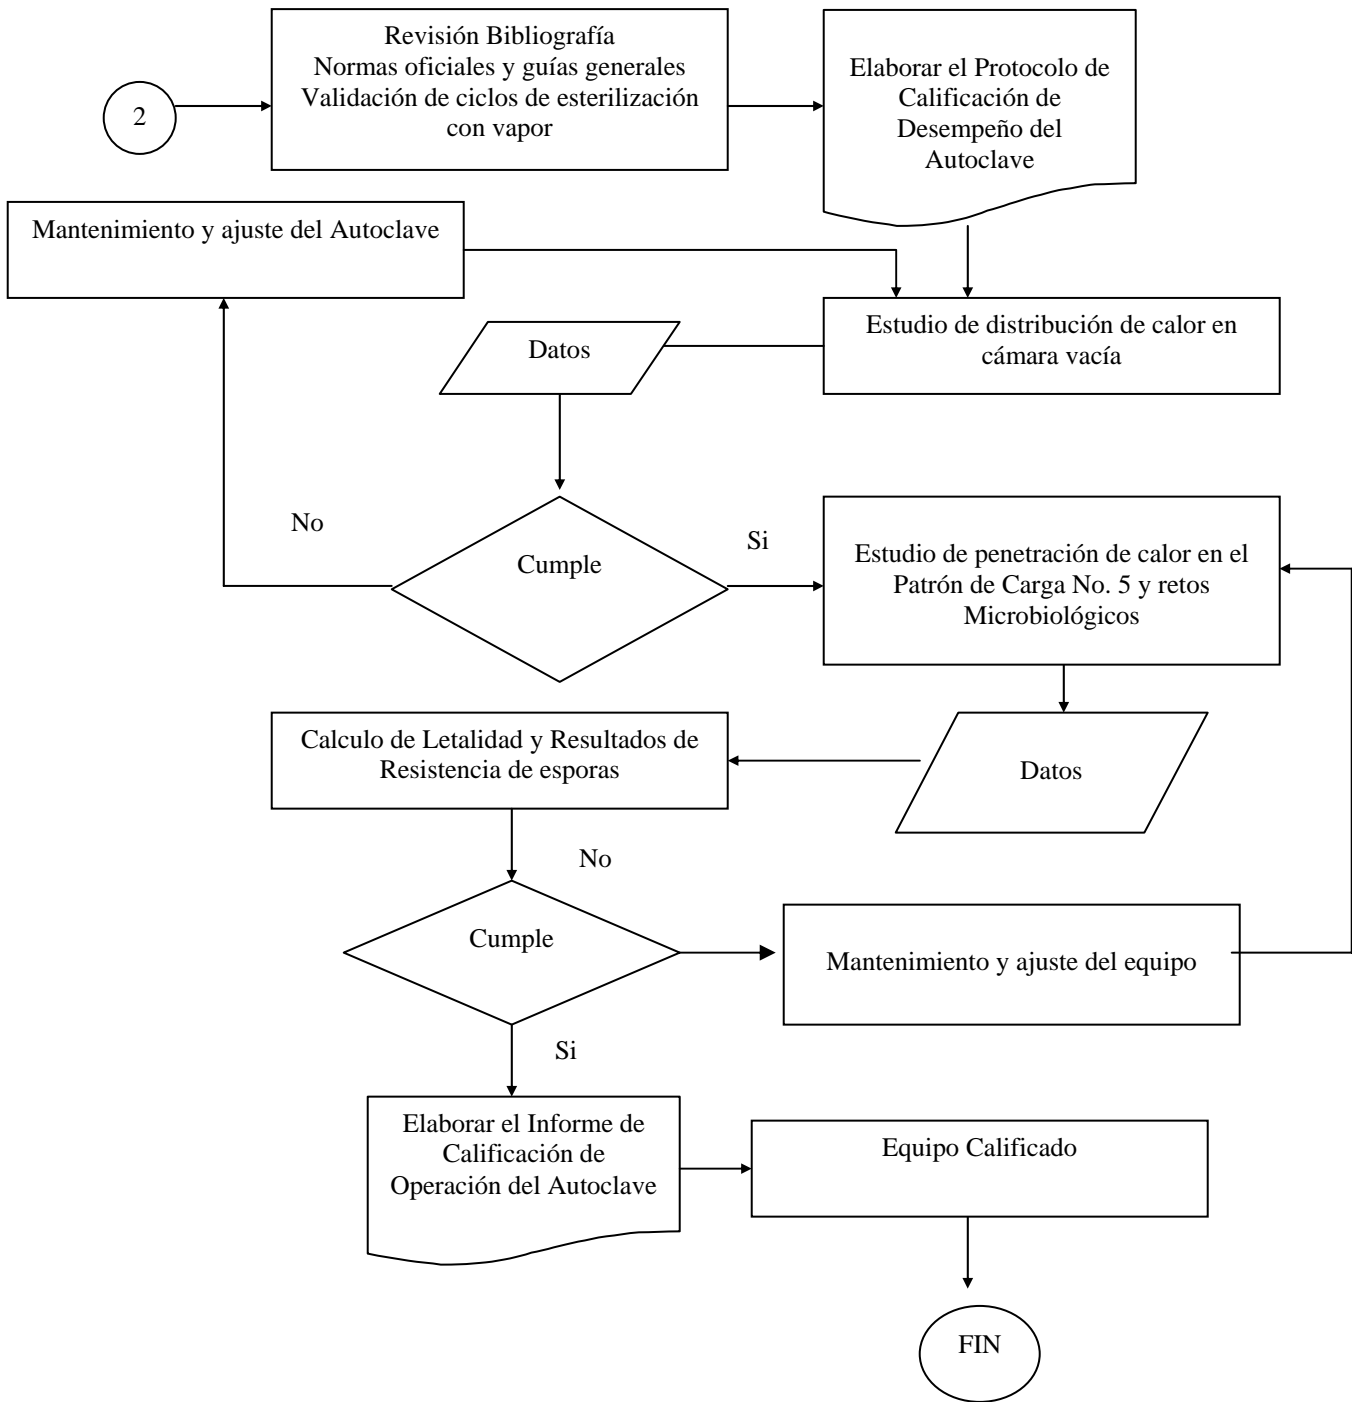 Revisión Bibliografía
Normas oficiales y guías generales
Validación de ciclos de esterilización
con vapor
2
Elaborar el Protocolo de
Calificación de
Desempeño del
Autoclave
Mantenimiento y ajuste del Autoclave
Estudio de distribución de calor en
cámara vacía
Datos
No
Cumple
Si
Estudio de penetración de calor en el
Patrón de Carga No. 5 y retos
Microbiológicos
Datos
Calculo de Letalidad y Resultados de
Resistencia de esporas
No
Cumple
Mantenimiento y ajuste del equipo
Si
Elaborar el Informe de
Calificación de
Operación del Autoclave
Equipo Calificado
FIN